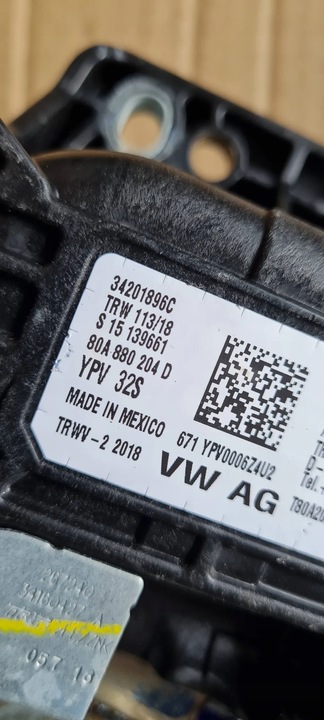 34201896C
TRW 113/18
S 15 139661
80A 880 204 D
YPV 32S
MADE IN MEXICO 671 YPV0006Z4U2
TRWV-2 2018 VW AG
D-
Tel.